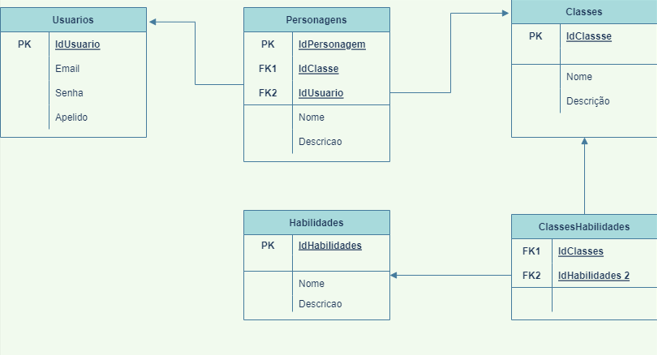 Usuarios
PK IdUsuario
Email
Senha
Apelido
Personagens
PK IdPersonagem
FK1 IdClasse
FK2 IdUsuario
Nome
Descricao
Classes
PK IdClassse
Nome
Descrição
Habilidades
PK IdHabilidades
Nome
Descricao
ClassesHabilidades
FK1 IdClasses
FK2 IdHabilidades 2